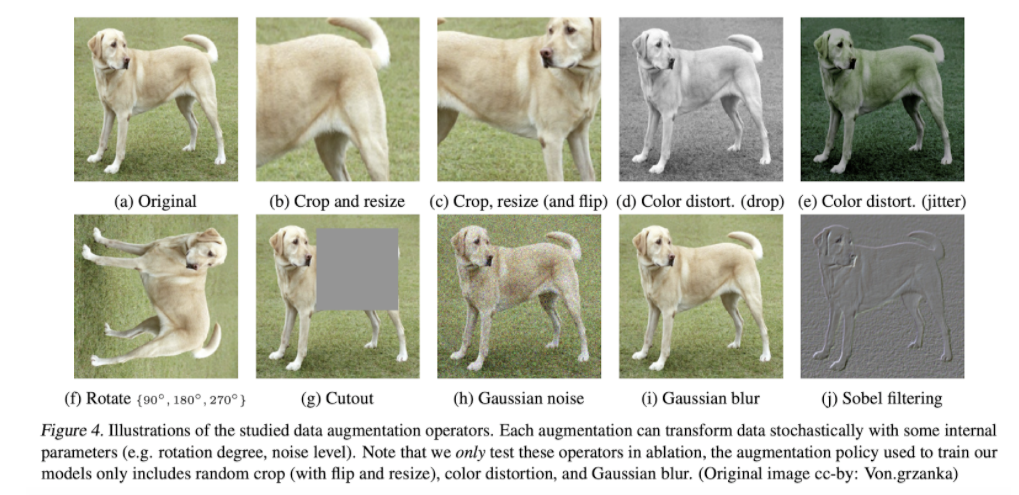 (a) Original
(b) Crop and resize
(c) Crop, resize (and flip)
(d) Color distort. (drop)
(e) Color distort. (jitter)
(f) Rotate {90°, 180°, 270°}
(g) Cutout
(h) Gaussian noise
(i) Gaussian blur
(j) Sobel filtering
Figure 4. Illustrations of the studied data augmentation operators. Each augmentation can transform data stochastically with some internal
parameters (e.g. rotation degree, noise level). Note that we only test these operators in ablation, the augmentation policy used to train our
models only includes random crop (with flip and resize), color distortion, and Gaussian blur. (Original image cc-by: Von.grzanka)